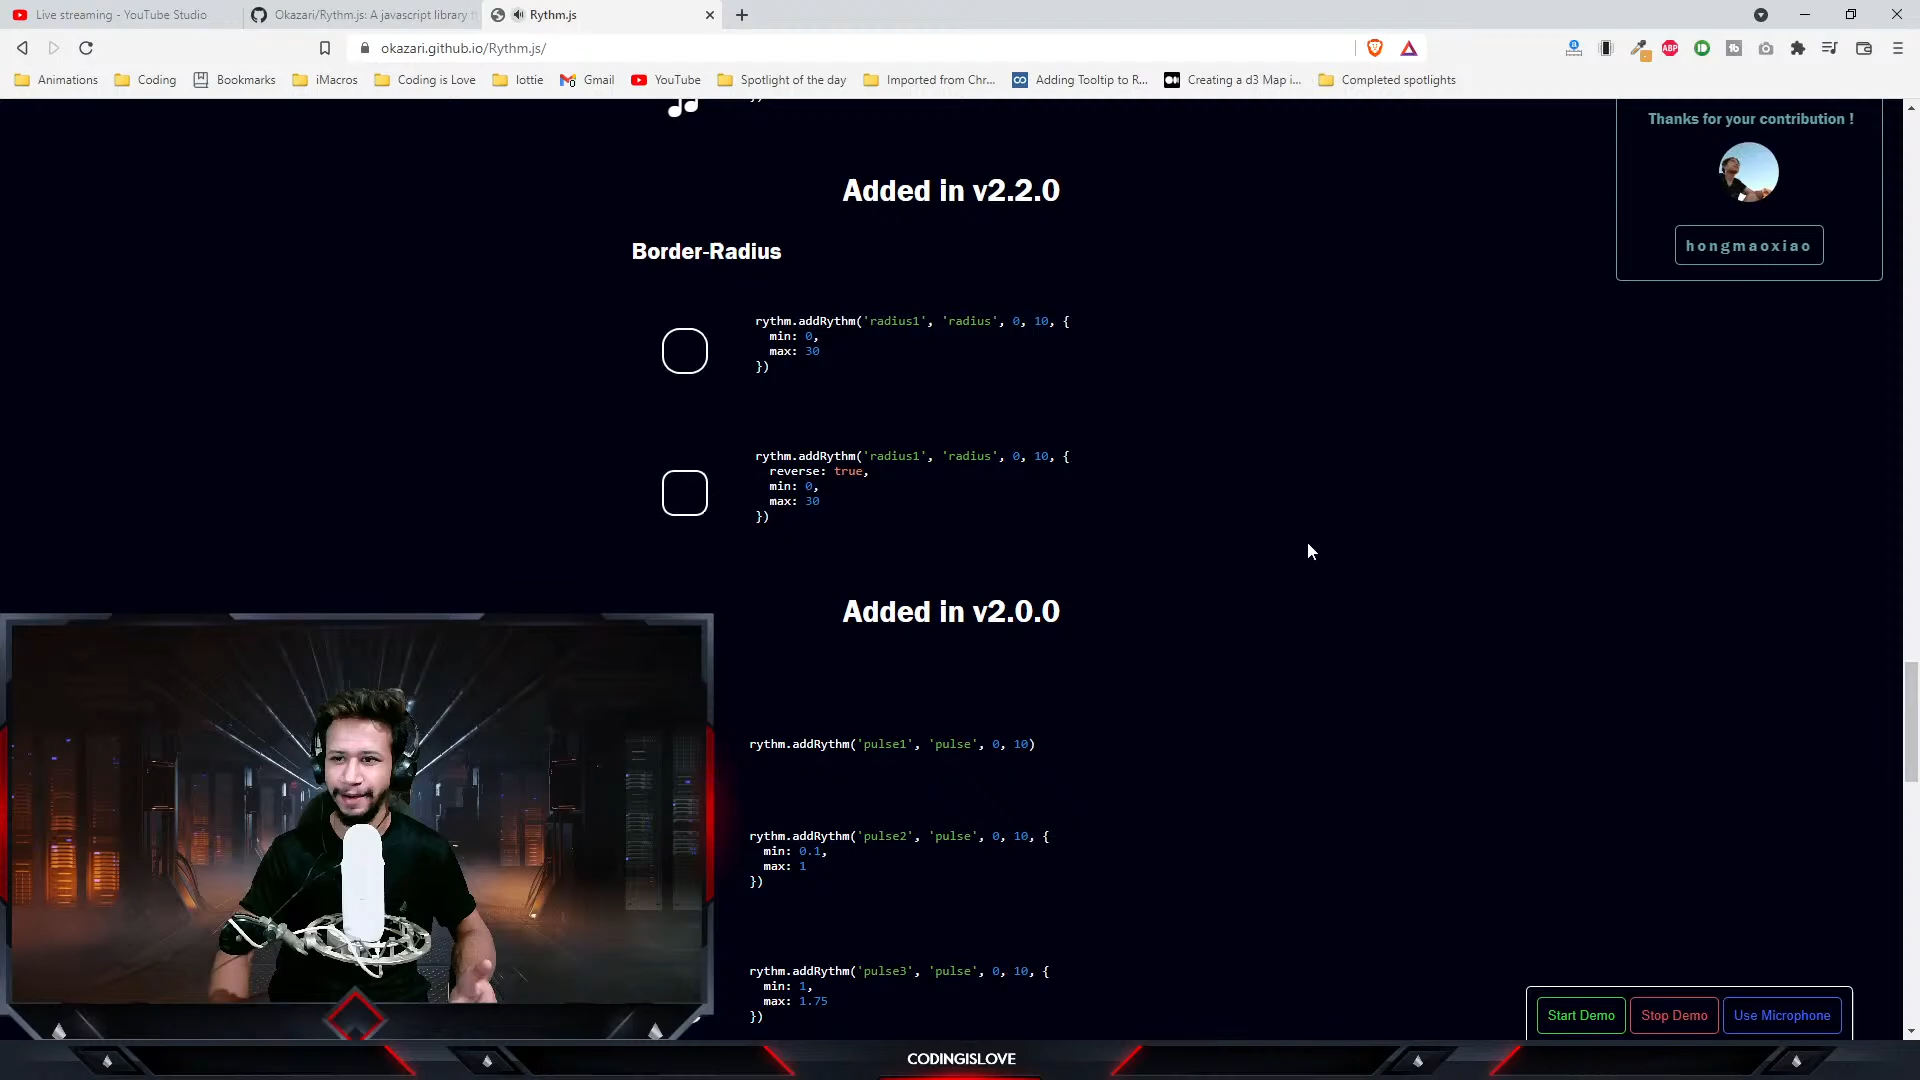 Live streaming - YouTube Studio
Okazari/Rythm.js: A javascript library
Rythm.js
okazari.github.io/Rythm.js/
Animations
Coding
Bookmarks
iMacros
Coding is Love
lottie
Gmail
YouTube
Spotlight of the day
Imported from Chr...
Adding Tooltip to R...
Creating a d3 Map i...
Completed spotlights
Thanks for your contribution !
hongmaoxiao
Added in v2.2.0
Border-Radius
rythm.addRythm('radius1', 'radius', 0, 10, {
min: 0,
max: 30
})
rythm.addRythm('radius1', 'radius', 0, 10, {
reverse: true,
min: 0,
max: 30
})
Added in v2.0.0
rythm.addRythm('pulse1', 'pulse', 0, 10)
rythm.addRythm('pulse2', 'pulse', 0, 10, {
min: 0.1,
max: 1
})
rythm.addRythm('pulse3', 'pulse', 0, 10, {
min: 1,
max: 1.75
})
Start Demo
Stop Demo
Use Microphone
CODINGISLOVE